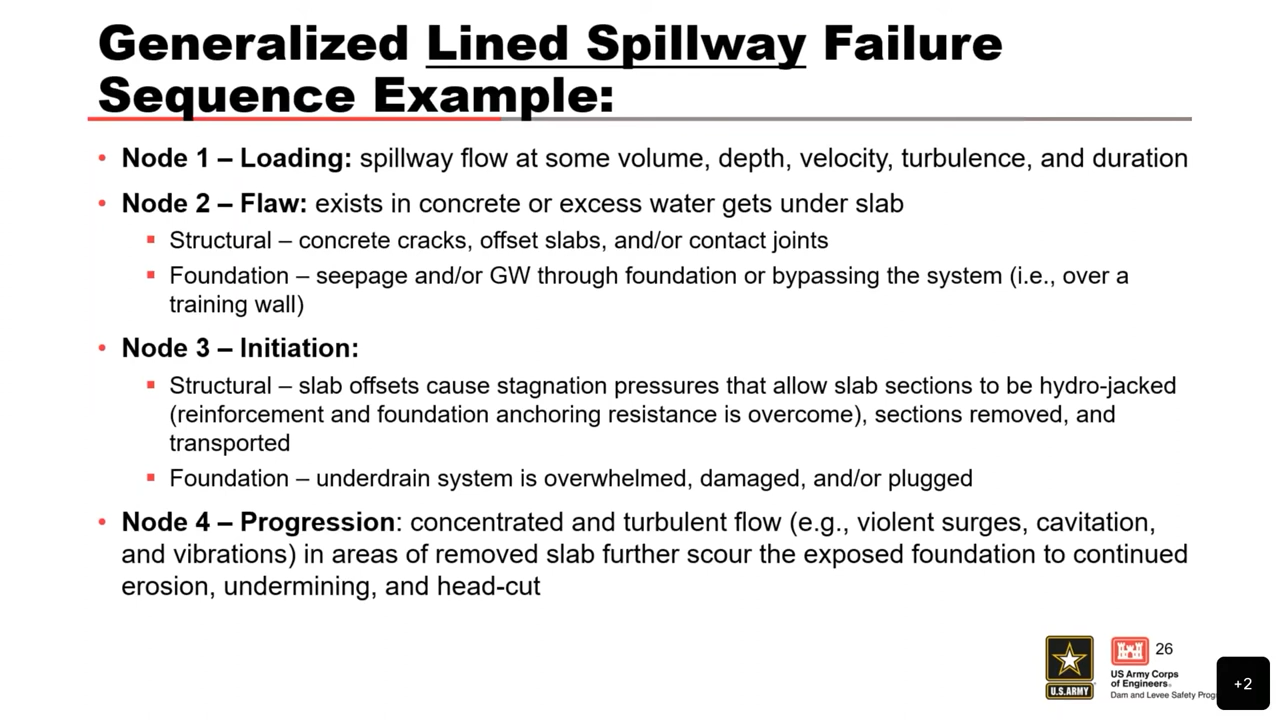 Generalized Lined Spillway Failure
Sequence Example:
• Node 1 – Loading: spillway flow at some volume, depth, velocity, turbulence, and duration
• Node 2 – Flaw: exists in concrete or excess water gets under slab
▪ Structural – concrete cracks, offset slabs, and/or contact joints
▪ Foundation – seepage and/or GW through foundation or bypassing the system (i.e., over a
training wall)
• Node 3 – Initiation:
▪ Structural – slab offsets cause stagnation pressures that allow slab sections to be hydro-jacked
(reinforcement and foundation anchoring resistance is overcome), sections removed, and
transported
▪ Foundation – underdrain system is overwhelmed, damaged, and/or plugged
• Node 4 – Progression: concentrated and turbulent flow (e.g., violent surges, cavitation,
and vibrations) in areas of removed slab further scour the exposed foundation to continued
erosion, undermining, and head-cut
26
U.S.ARMY
US Army Corps
of Engineers®
Dam and Levee Safety Prog
+2